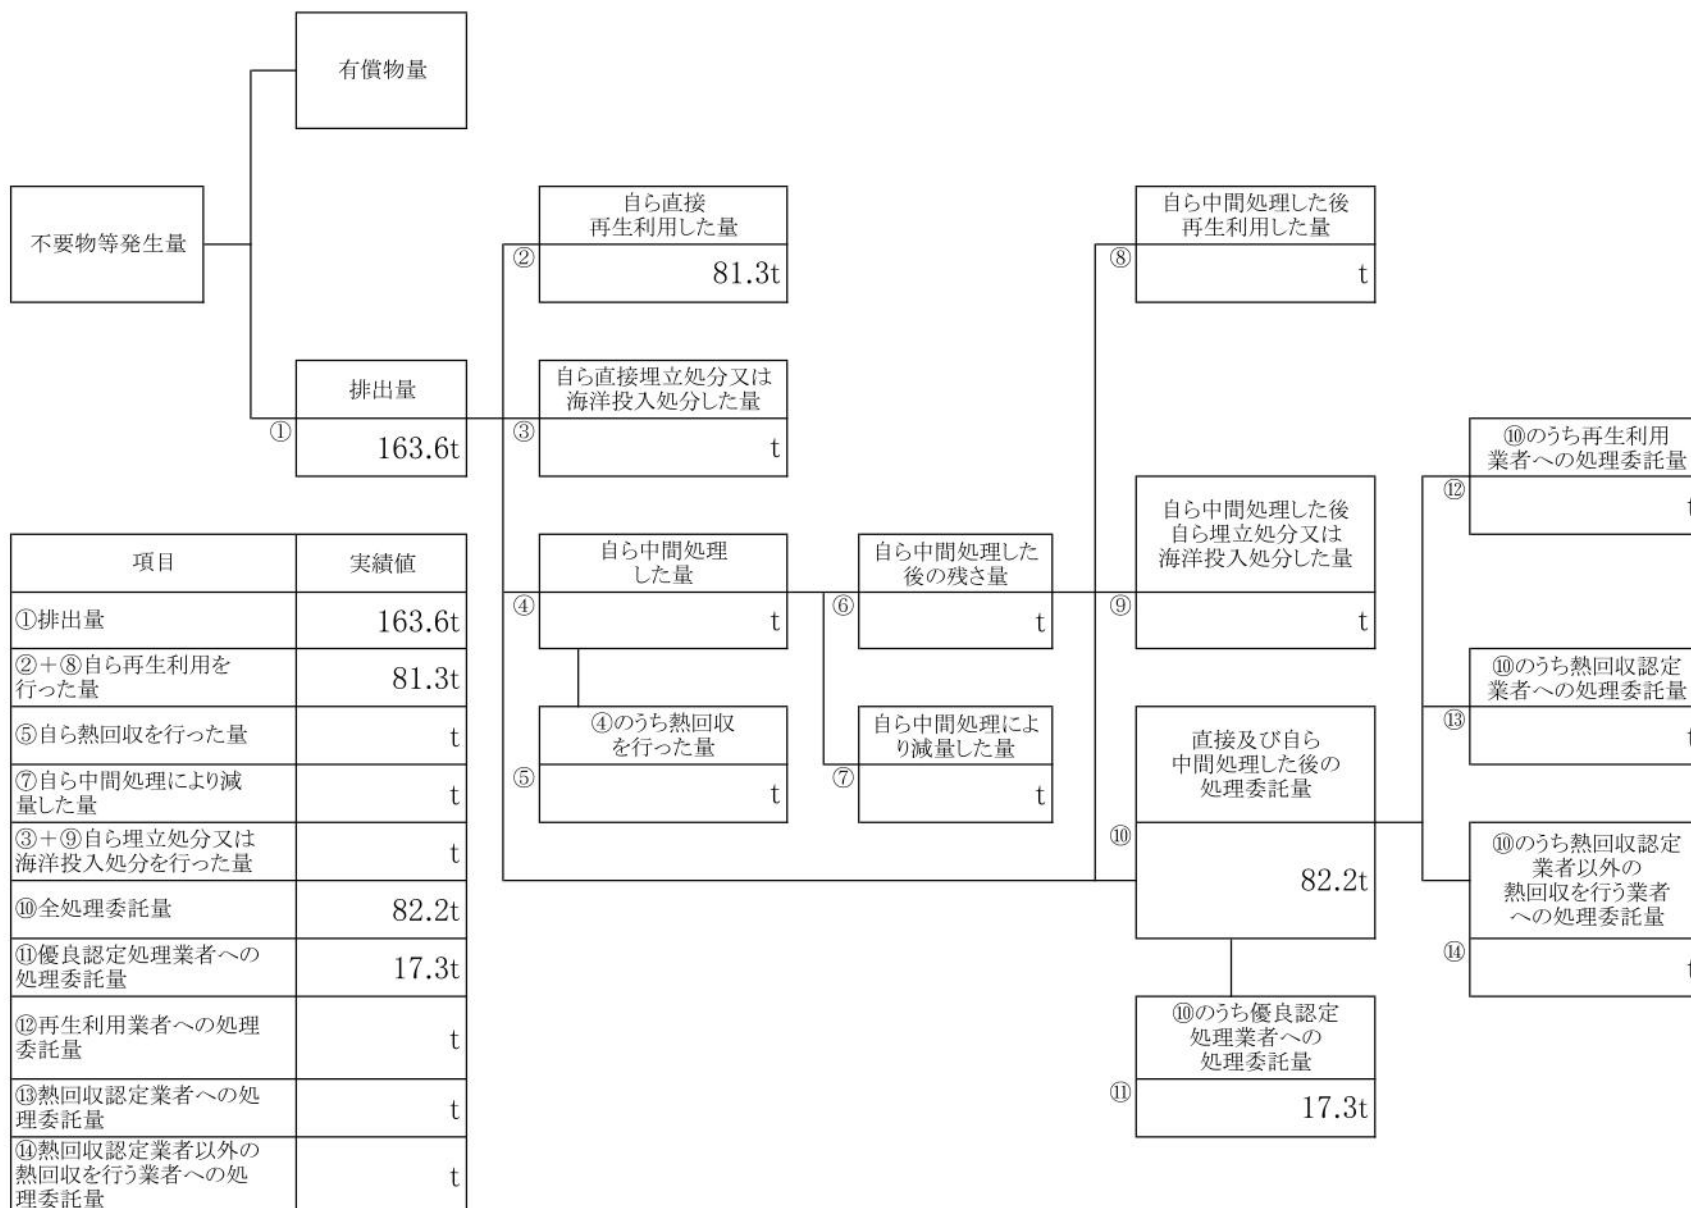 有償物量
不要物等発生量
自ら直接
再生利用した量
②
81.3t
自ら中間処理した後
再生利用した量
⑧
t
排出量
①
163.6t
自ら直接埋立処分又は
海洋投入処分した量
③
t
⑩のうち再生利用
業者への処理委託量
⑫
t
自ら中間処理
した量
④
t
自ら中間処理した
後の残さ量
⑥
t
自ら中間処理した後
自ら埋立処分又は
海洋投入処分した量
⑨
t
⑩のうち熱回収認定
業者への処理委託量
⑬
t
④のうち熱回収
を行った量
⑤
t
自ら中間処理によ
り減量した量
⑦
t
直接及び自ら
中間処理した後の
処理委託量
⑩
82.2t
⑩のうち熱回収認定
業者以外の
熱回収を行う業者
への処理委託量
⑭
t
⑩のうち優良認定
処理業者への
処理委託量
⑪
17.3t
項目 実績値
①排出量 163.6t
②+⑧自ら再生利用を
行った量 81.3t
⑤自ら熱回収を行った量 t
⑦自ら中間処理により減
量した量 t
③+⑨自ら埋立処分又は
海洋投入処分を行った量 t
⑩全処理委託量 82.2t
⑪優良認定処理業者への
処理委託量 17.3t
⑫再生利用業者への処理
委託量 t
⑬熱回収認定業者への処
理委託量 t
⑭熱回収認定業者以外の
熱回収を行う業者への処
理委託量 t